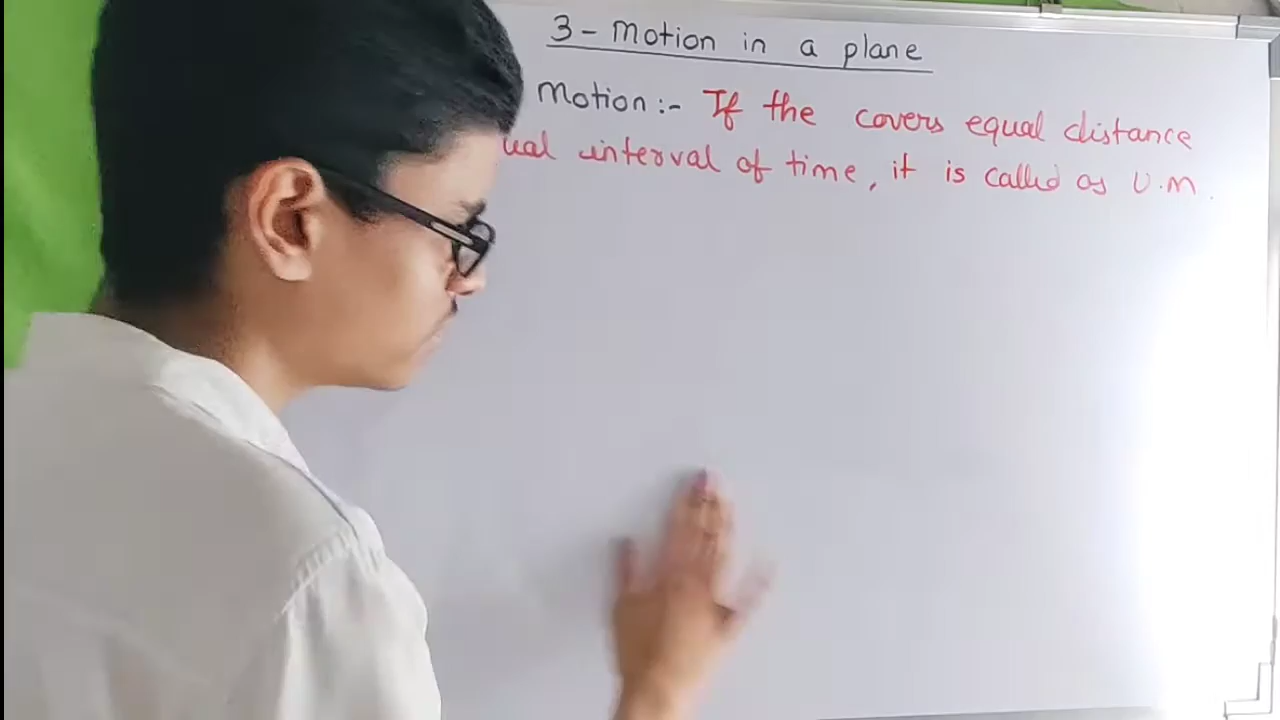 3 - Motion in a plane
Motion :- If the covers equal distance
ual interval of time, it is called as U.M.